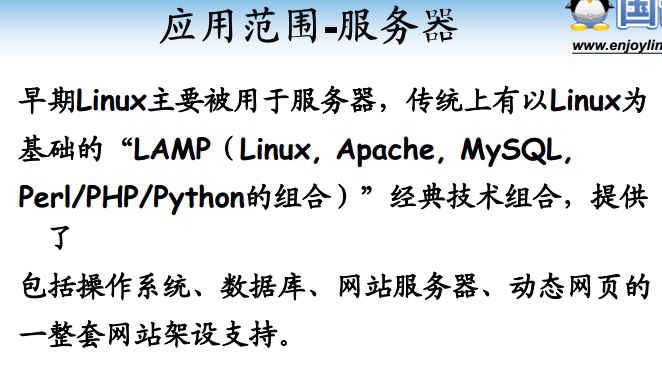 应用范围-服务器
国
www.enjoylin
早期Linux主要被用于服务器，传统上有以Linux为
基础的“LAMP（Linux, Apache, MySQL,
Perl/PHP/Python的组合）”经典技术组合，提供
了
包括操作系统、数据库、网站服务器、动态网页的
一整套网站架设支持。